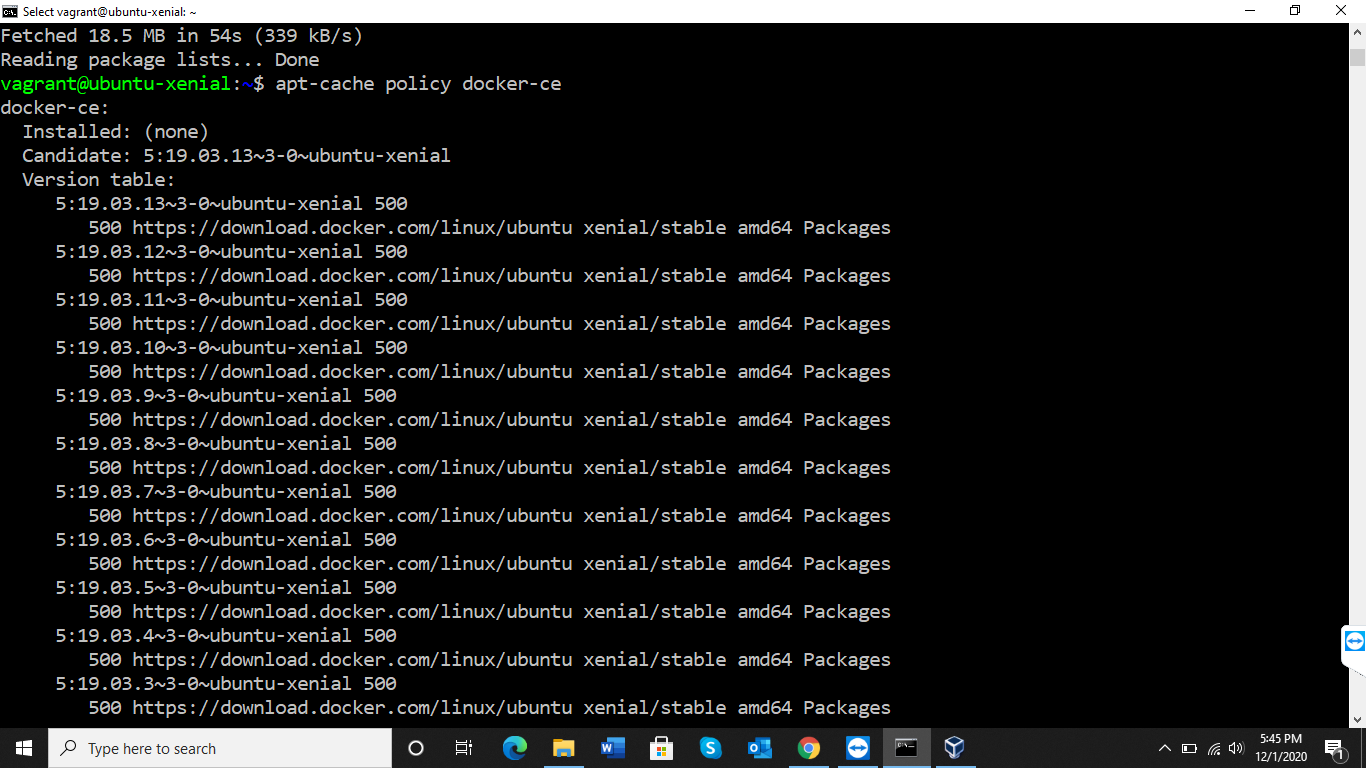 Select vagrant@ubuntu-xenial: ~
Fetched 18.5 MB in 54s (339 kB/s)
Reading package lists... Done
vagrant@ubuntu-xenial:~$ apt-cache policy docker-ce
docker-ce:
  Installed: (none)
  Candidate: 5:19.03.13~3-0~ubuntu-xenial
  Version table:
     5:19.03.13~3-0~ubuntu-xenial 500
        500 https://download.docker.com/linux/ubuntu xenial/stable amd64 Packages
     5:19.03.12~3-0~ubuntu-xenial 500
        500 https://download.docker.com/linux/ubuntu xenial/stable amd64 Packages
     5:19.03.11~3-0~ubuntu-xenial 500
        500 https://download.docker.com/linux/ubuntu xenial/stable amd64 Packages
     5:19.03.10~3-0~ubuntu-xenial 500
        500 https://download.docker.com/linux/ubuntu xenial/stable amd64 Packages
     5:19.03.9~3-0~ubuntu-xenial 500
        500 https://download.docker.com/linux/ubuntu xenial/stable amd64 Packages
     5:19.03.8~3-0~ubuntu-xenial 500
        500 https://download.docker.com/linux/ubuntu xenial/stable amd64 Packages
     5:19.03.7~3-0~ubuntu-xenial 500
        500 https://download.docker.com/linux/ubuntu xenial/stable amd64 Packages
     5:19.03.6~3-0~ubuntu-xenial 500
        500 https://download.docker.com/linux/ubuntu xenial/stable amd64 Packages
     5:19.03.5~3-0~ubuntu-xenial 500
        500 https://download.docker.com/linux/ubuntu xenial/stable amd64 Packages
     5:19.03.4~3-0~ubuntu-xenial 500
        500 https://download.docker.com/linux/ubuntu xenial/stable amd64 Packages
     5:19.03.3~3-0~ubuntu-xenial 500
        500 https://download.docker.com/linux/ubuntu xenial/stable amd64 Packages
Type here to search
5:45 PM
12/1/2020
1